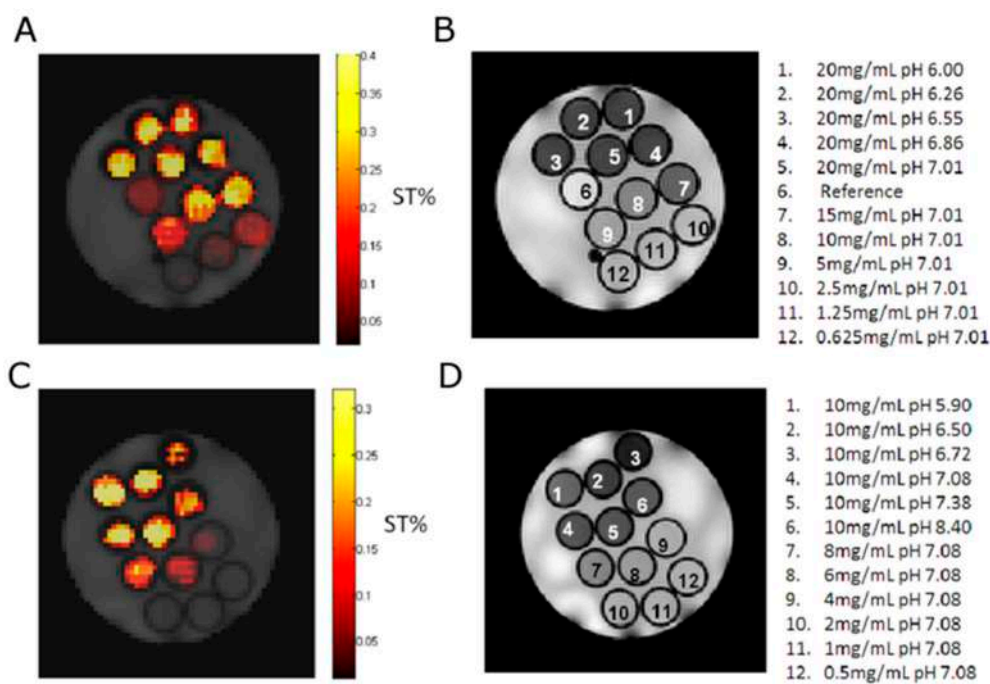 A
0.4
0.35
0.3
0.25
0.2
0.15
0.1
0.05
ST%
B
1
2
3
4
5
6
7
8
9
10
11
12
1. 20mg/mL pH 6.00
2. 20mg/mL pH 6.26
3. 20mg/mL pH 6.55
4. 20mg/mL pH 6.86
5. 20mg/mL pH 7.01
6. Reference
7. 15mg/mL pH 7.01
8. 10mg/mL pH 7.01
9. 5mg/mL pH 7.01
10. 2.5mg/mL pH 7.01
11. 1.25mg/mL pH 7.01
12. 0.625mg/mL pH 7.01
C
0.3
0.25
0.2
0.15
0.1
0.05
ST%
D
3
2
1
6
5
4
9
7
8
12
10
11
1. 10mg/mL pH 5.90
2. 10mg/mL pH 6.50
3. 10mg/mL pH 6.72
4. 10mg/mL pH 7.08
5. 10mg/mL pH 7.38
6. 10mg/mL pH 8.40
7. 8mg/mL pH 7.08
8. 6mg/mL pH 7.08
9. 4mg/mL pH 7.08
10. 2mg/mL pH 7.08
11. 1mg/mL pH 7.08
12. 0.5mg/mL pH 7.08